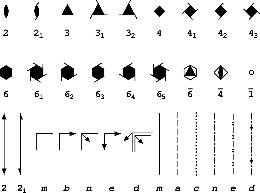 2 2₁ 3 3₁ 3₂ 4 4₁ 4₂ 4₃
6 6₁ 6₂ 6₃ 6₄ 6₅ 6̅ 4̅ 1̅
2 2₁ m b n e d m a c n e d